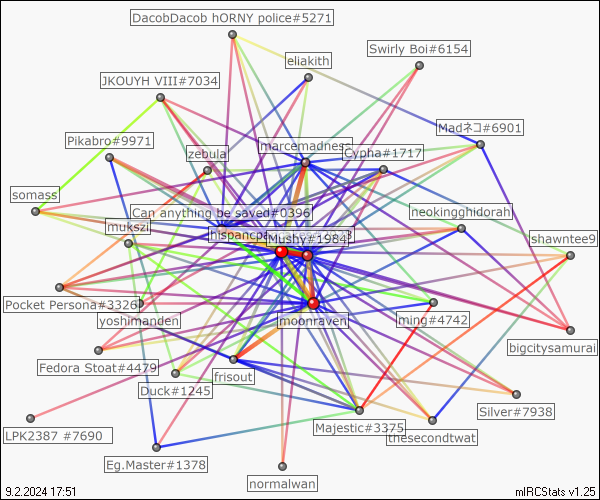 DacobDacob hORNY police#5271
Swirly Boi#6154
eliakith
JKOUYH VIII#7034
Madネコ#6901
Pikabro#9971
marcemadness
Cypha#1717
zebula
somass
Can anything be saved#0396
neokingghidorah
mukszi
Mushy#1984
shawntee9
Pocket Persona#3326
yoshimanden
moonraven
ming#4742
bigcitysamurai
Fedora Stoat#4479
frisout
Duck#1245
Silver#7938
Majestic#3375
thesecondtwat
LPK2387 #7690
Eg.Master#1378
normalwan
9.2.2024 17:51
mIRCStats v1.25